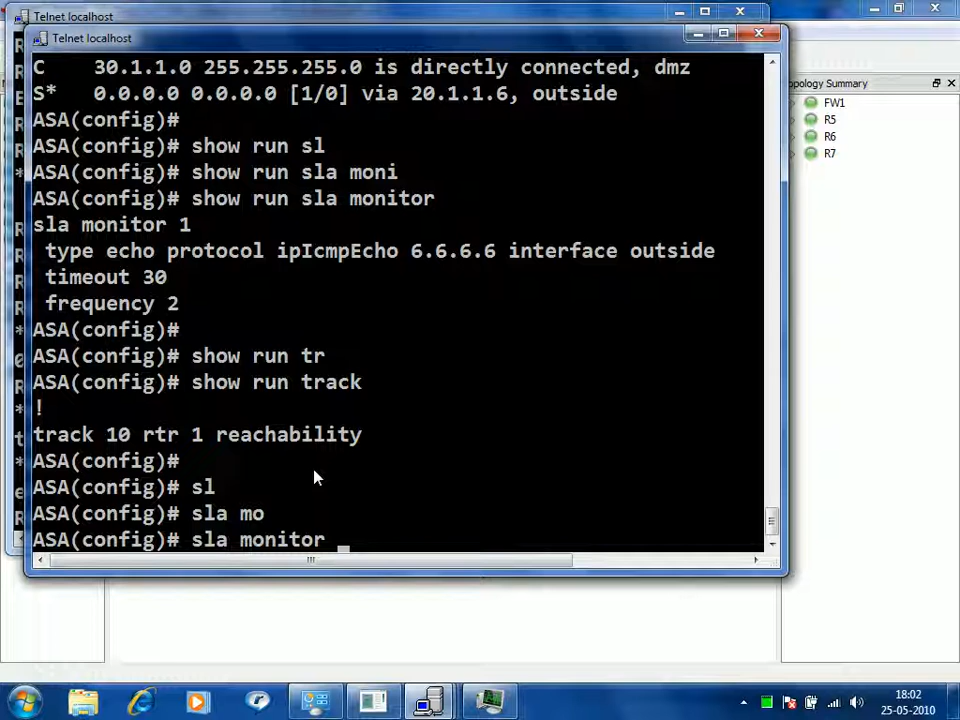 Telnet localhost
Telnet localhost
C    30.1.1.0 255.255.255.0 is directly connected, dmz
S*   0.0.0.0 0.0.0.0 [1/0] via 20.1.1.6, outside
ASA(config)#
ASA(config)# show run sl
ASA(config)# show run sla moni
ASA(config)# show run sla monitor
sla monitor 1
 type echo protocol ipIcmpEcho 6.6.6.6 interface outside
 timeout 30
 frequency 2
ASA(config)#
ASA(config)# show run tr
ASA(config)# show run track
!
track 10 rtr 1 reachability
ASA(config)#
ASA(config)# sl
ASA(config)# sla mo
ASA(config)# sla monitor
opology Summary
FW1
R5
R6
R7
18:02
25-05-2010